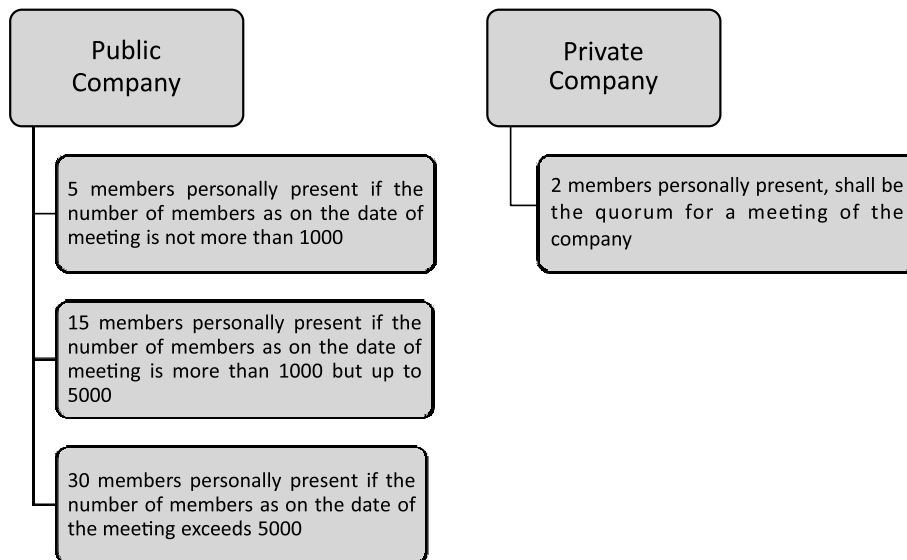 Public
Company
5 members personally present if the
number of members as on the date of
meeting is not more than 1000
15 members personally present if the
number of members as on the date of
meeting is more than 1000 but up to
5000
30 members personally present if the
number of members as on the date of
the meeting exceeds 5000
Private
Company
2 members personally present, shall be
the quorum for a meeting of the
company